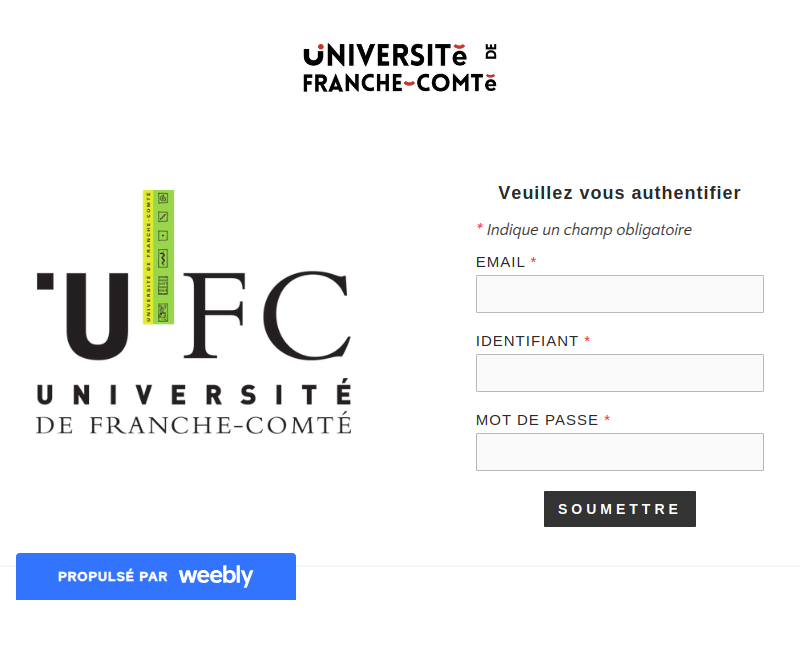 UNIVERSITé DE
FRANCHE-COMTé
UNIVERSITÉ DE FRANCHE-COMTÉ
UFC
UNIVERSITÉ
DE FRANCHE-COMTÉ
Veuillez vous authentifier
* Indique un champ obligatoire
EMAIL *
IDENTIFIANT *
MOT DE PASSE *
SOUMETTRE
PROPULSÉ PAR weebly